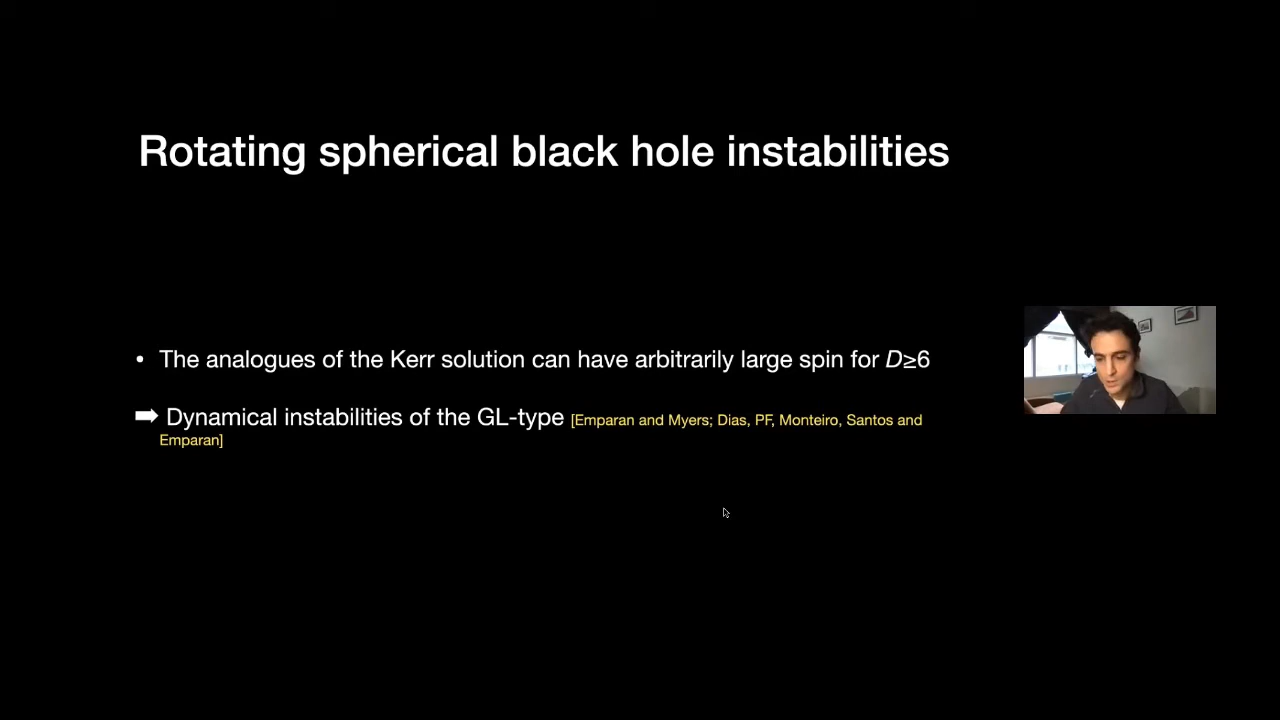 Rotating spherical black hole instabilities
• The analogues of the Kerr solution can have arbitrarily large spin for D≥6
➡ Dynamical instabilities of the GL-type [Emparan and Myers; Dias, PF, Monteiro, Santos and
Emparan]